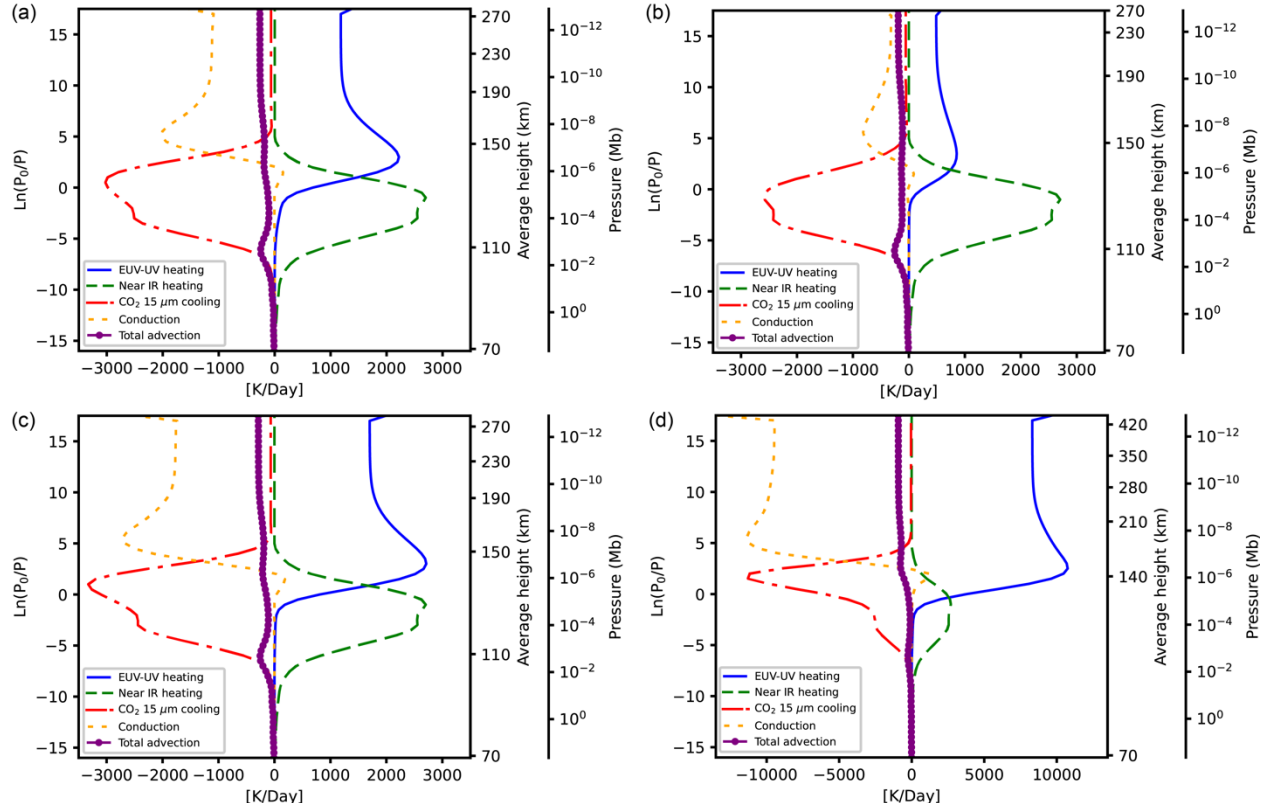 (a)
15
10
5
0
−5
−10
−15
Ln(P₀/P)
−3000 −2000 −1000 0 1000 2000 3000
[K/Day]
EUV-UV heating
Near IR heating
CO₂ 15 μm cooling
Conduction
Total advection
270
230
190
150
110
70
Average height (km)
10⁻¹²
10⁻¹⁰
10⁻⁸
10⁻⁶
10⁻⁴
10⁻²
10⁰
Pressure (Mb)
(b)
15
10
5
0
−5
−10
−15
Ln(P₀/P)
−3000 −2000 −1000 0 1000 2000 3000
[K/Day]
EUV-UV heating
Near IR heating
CO₂ 15 μm cooling
Conduction
Total advection
270
230
190
150
110
70
Average height (km)
10⁻¹²
10⁻¹⁰
10⁻⁸
10⁻⁶
10⁻⁴
10⁻²
10⁰
Pressure (Mb)
(c)
15
10
5
0
−5
−10
−15
Ln(P₀/P)
−3000 −2000 −1000 0 1000 2000 3000
[K/Day]
EUV-UV heating
Near IR heating
CO₂ 15 μm cooling
Conduction
Total advection
270
230
190
150
110
70
Average height (km)
10⁻¹²
10⁻¹⁰
10⁻⁸
10⁻⁶
10⁻⁴
10⁻²
10⁰
Pressure (Mb)
(d)
15
10
5
0
−5
−10
−15
Ln(P₀/P)
−10000 −5000 0 5000 10000
[K/Day]
EUV-UV heating
Near IR heating
CO₂ 15 μm cooling
Conduction
Total advection
420
350
280
210
140
70
Average height (km)
10⁻¹²
10⁻¹⁰
10⁻⁸
10⁻⁶
10⁻⁴
10⁻²
10⁰
Pressure (Mb)